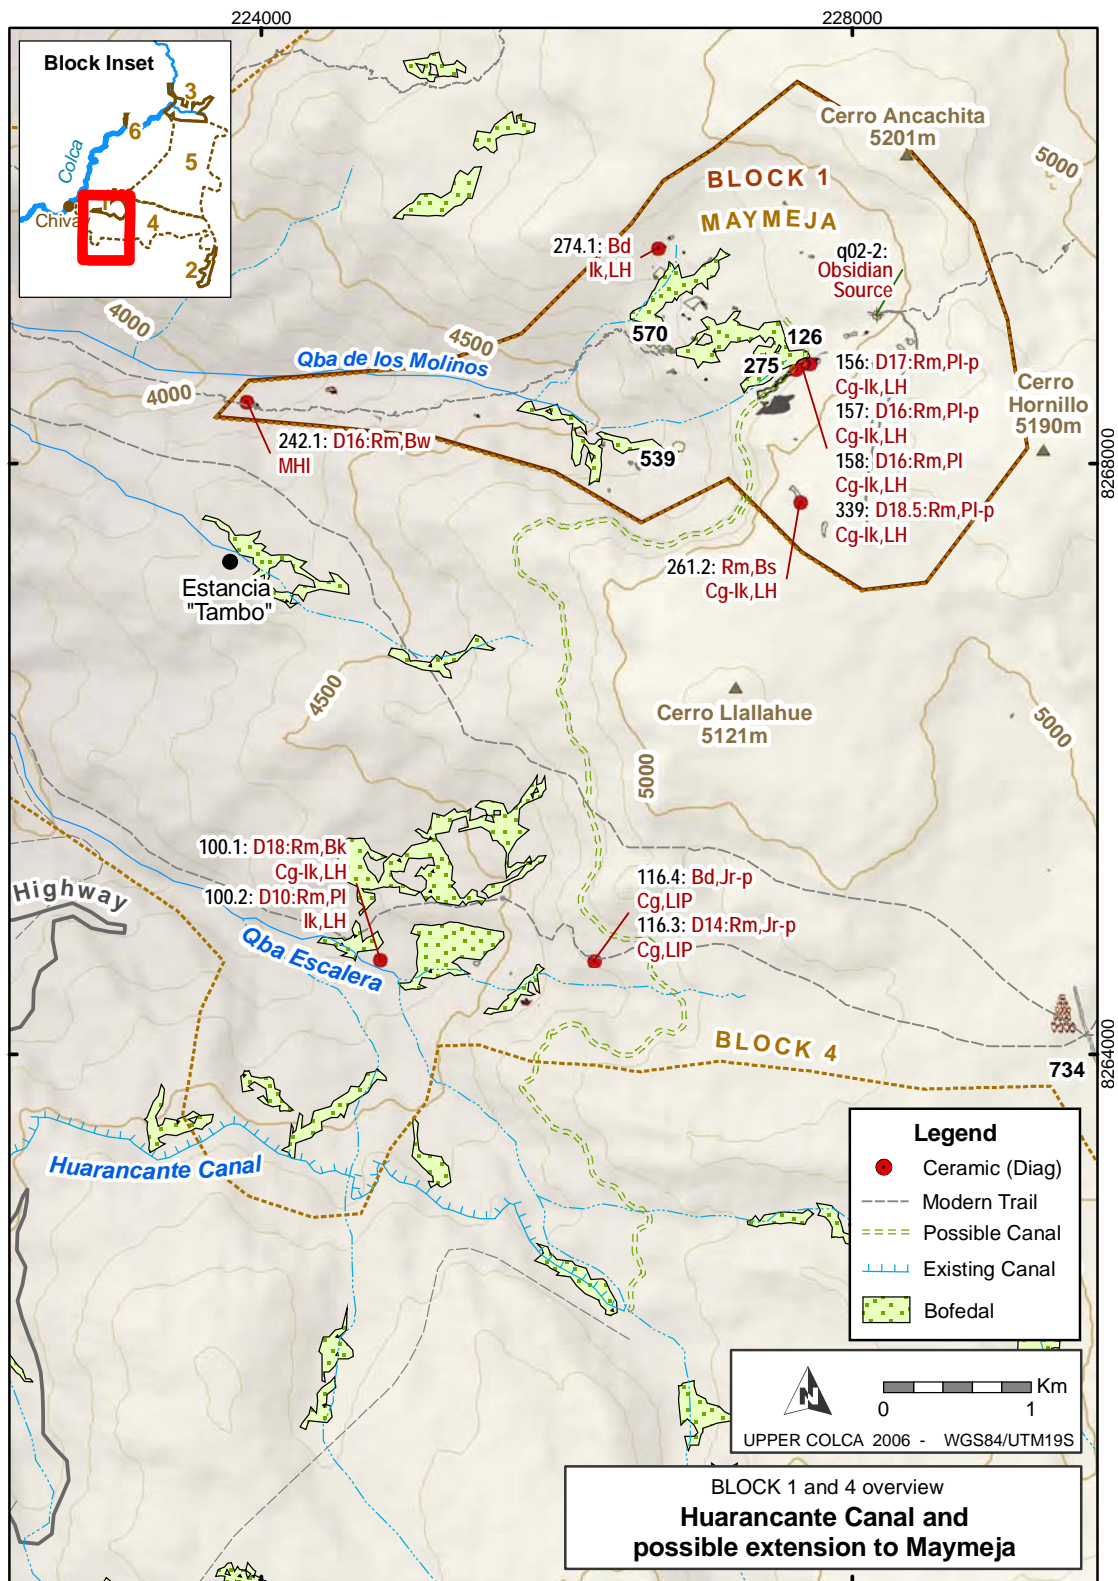 224000
228000
Block Inset
3
6
5
Colca
1
4
Chivay
2
Cerro Ancachita
5201m
5000
BLOCK 1
MAYMEJA
274.1: Bd
Ik,LH
q02-2:
Obsidian
Source
4000
4500
570
126
275
Qba de los Molinos
156: D17:Rm,Pl-p
Cg-Ik,LH
157: D16:Rm,Pl-p
Cg-Ik,LH
158: D16:Rm,Pl
Cg-Ik,LH
339: D18.5:Rm,Pl-p
Cg-Ik,LH
Cerro
Hornillo
5190m
4000
242.1: D16:Rm,Bw
MHI
539
8268000
261.2: Rm,Bs
Cg-Ik,LH
Estancia
"Tambo"
4500
Cerro Llallahue
5121m
5000
5000
100.1: D18:Rm,Bk
Cg-Ik,LH
100.2: D10:Rm,Pl
Ik,LH
Highway
116.4: Bd,Jr-p
Cg,LIP
116.3: D14:Rm,Jr-p
Cg,LIP
Qba Escalera
BLOCK 4
734
8264000
Huarancante Canal
Legend
Ceramic (Diag)
Modern Trail
Possible Canal
Existing Canal
Bofedal
N
Km
0 1
UPPER COLCA 2006 - WGS84/UTM19S
BLOCK 1 and 4 overview
Huarancante Canal and
possible extension to Maymeja